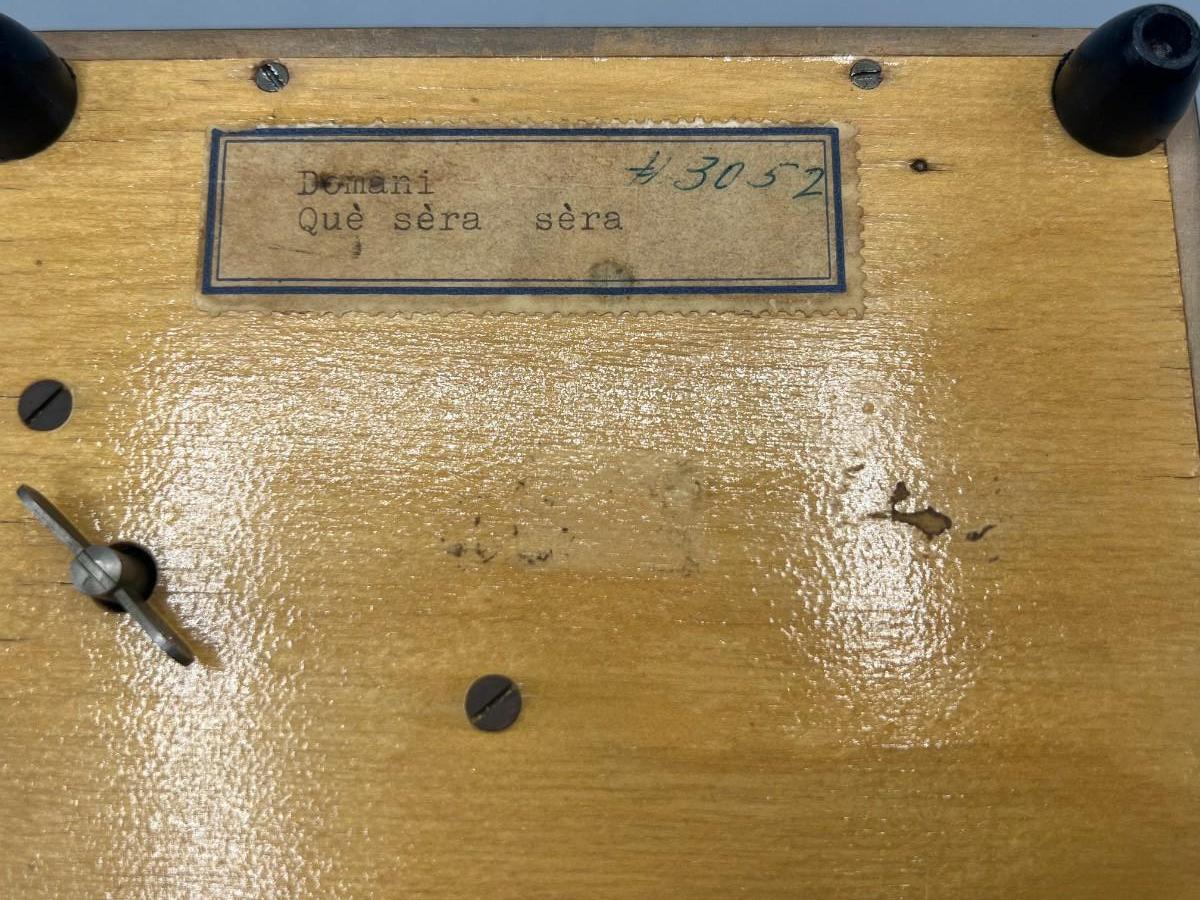 Domani
# 3052
Què sèra sèra